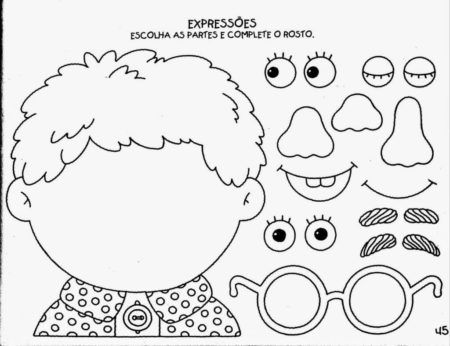 EXPRESSÕES
ESCOLHA AS PARTES E COMPLETE O ROSTO.
45